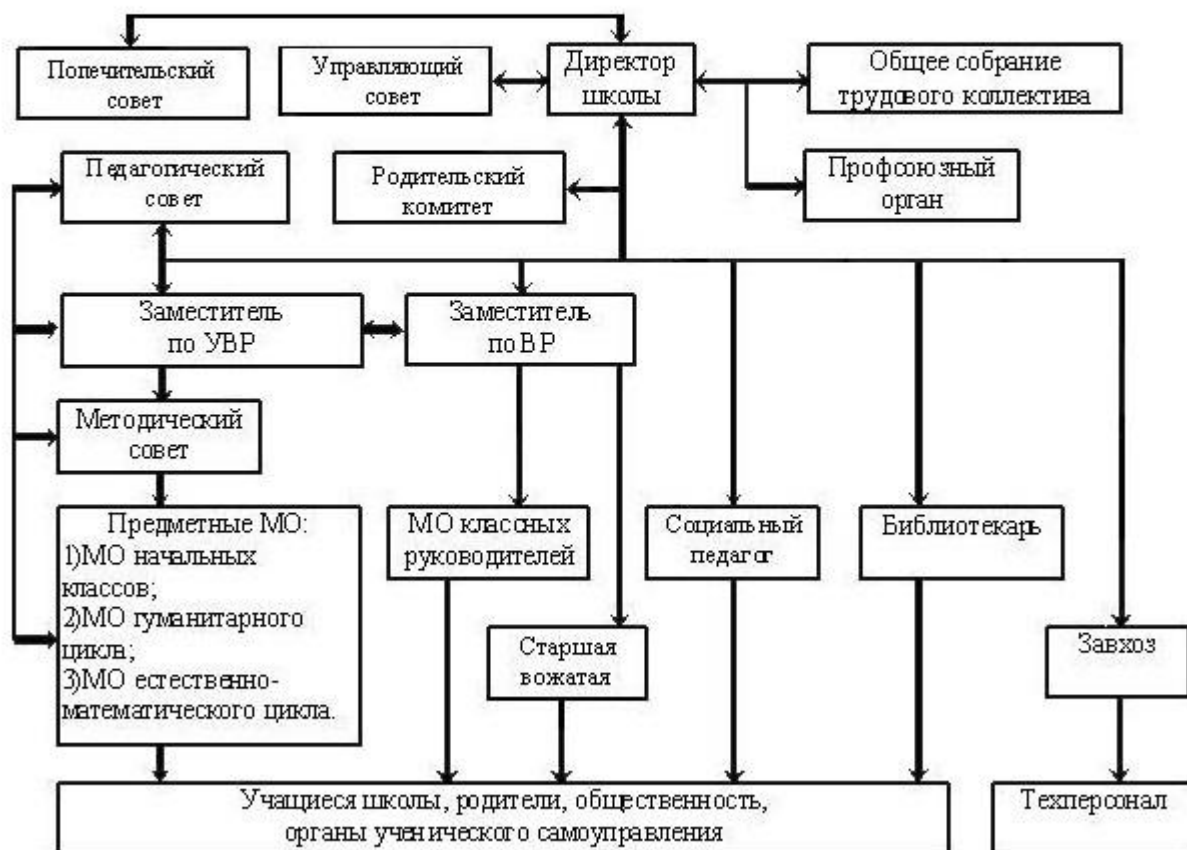 Попечительский
совет
Управляющий
совет
Директор
школы
Общее собрание
трудового коллектива
Педагогический
совет
Родительский
комитет
Профсоюзный
орган
Заместитель
по УВР
Заместитель
по ВР
Методический
совет
Предметные МО:
1)МО начальных
классов;
2)МО гуманитарного
цикла;
3)МО естественно-
математического цикла.
МО классных
руководителей
Социальный
педагог
Библиотекарь
Старшая
вожатая
Завхоз
Учащиеся школы, родители, общественность,
органы ученического самоуправления
Техперсонал